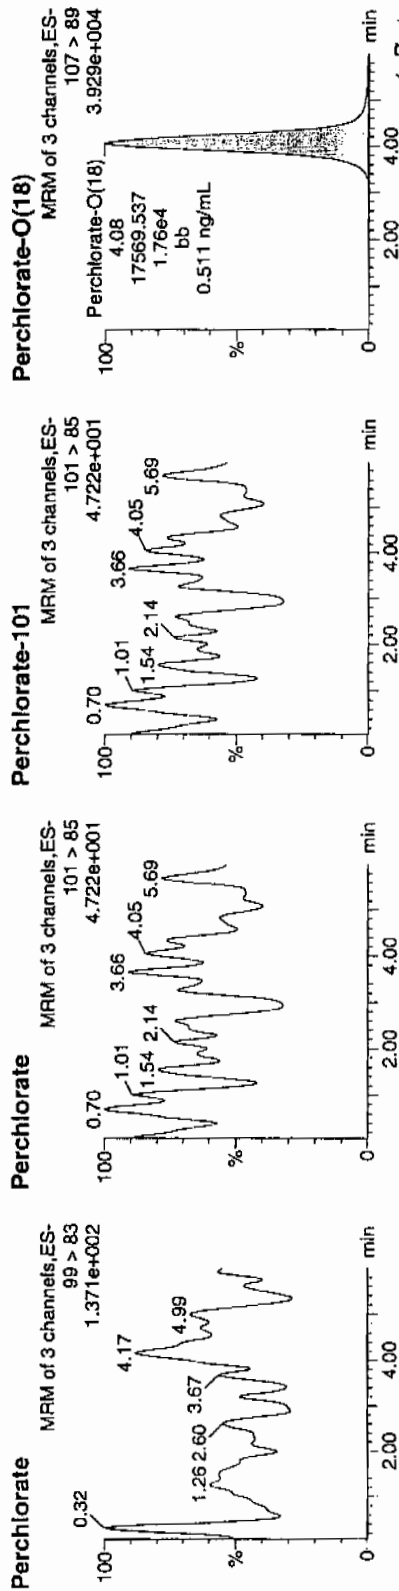 Perchlorate
MRM of 3 channels,ES-
99 > 83
1.371e+002
100
%
0
0.32
1.26
2.60
3.67
4.17
4.99
2.00
4.00
min
Perchlorate
MRM of 3 channels,ES-
101 > 85
4.722e+001
100
%
0
0.70
1.01
1.54
2.14
3.66
4.05
5.69
2.00
4.00
min
Perchlorate-101
MRM of 3 channels,ES-
101 > 85
4.722e+001
100
%
0
0.70
1.01
1.54
2.14
3.66
4.05
5.69
2.00
4.00
min
Perchlorate-O(18)
MRM of 3 channels,ES-
107 > 89
3.929e+004
100
%
0
Perchlorate-O(18)
4.08
17569.537
1.76e4
bb
0.511 ng/mL
2.00
4.00
min